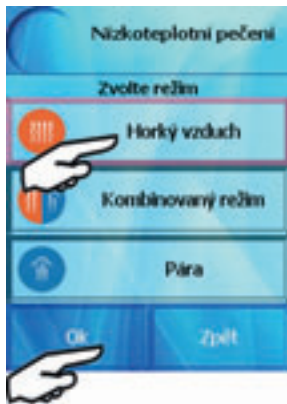 Nízkoteplotní pečení
Zvolte režim
Horký vzduch
Kombinovaný režim
Pára
Ok
Zpět